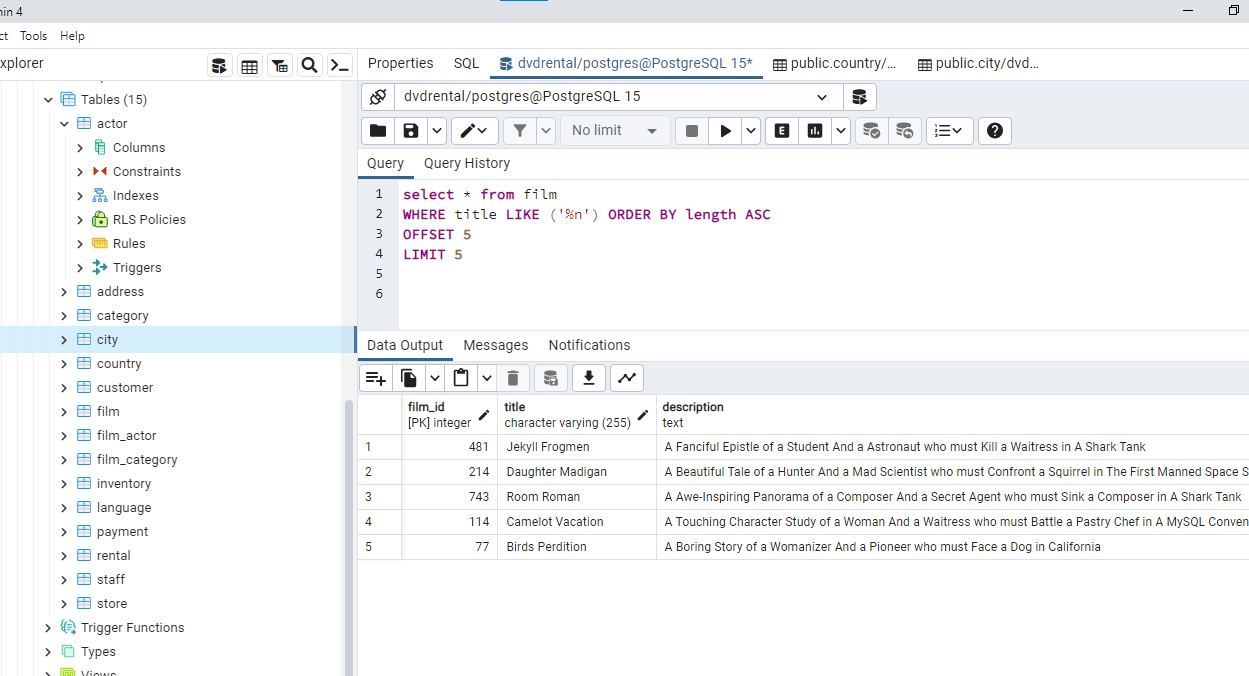 nin 4
ct Tools Help
xplorer
Properties SQL dvdrental/postgres@PostgreSQL 15* public.country/... public.city/dvd...
Tables (15)
actor
Columns
Constraints
Indexes
RLS Policies
Rules
Triggers
address
category
city
country
customer
film
film_actor
film_category
inventory
language
payment
rental
staff
store
Trigger Functions
Types
Views
dvdrental/postgres@PostgreSQL 15
No limit
E
Query Query History
1 select * from film
2 WHERE title LIKE ('%n') ORDER BY length ASC
3 OFFSET 5
4 LIMIT 5
5
6
Data Output Messages Notifications
film_id title description
[PK] integer character varying (255) text
1 481 Jekyll Frogmen A Fanciful Epistle of a Student And a Astronaut who must Kill a Waitress in A Shark Tank
2 214 Daughter Madigan A Beautiful Tale of a Hunter And a Mad Scientist who must Confront a Squirrel in The First Manned Space S
3 743 Room Roman A Awe-Inspiring Panorama of a Composer And a Secret Agent who must Sink a Composer in A Shark Tank
4 114 Camelot Vacation A Touching Character Study of a Woman And a Waitress who must Battle a Pastry Chef in A MySQL Conven
5 77 Birds Perdition A Boring Story of a Womanizer And a Pioneer who must Face a Dog in California